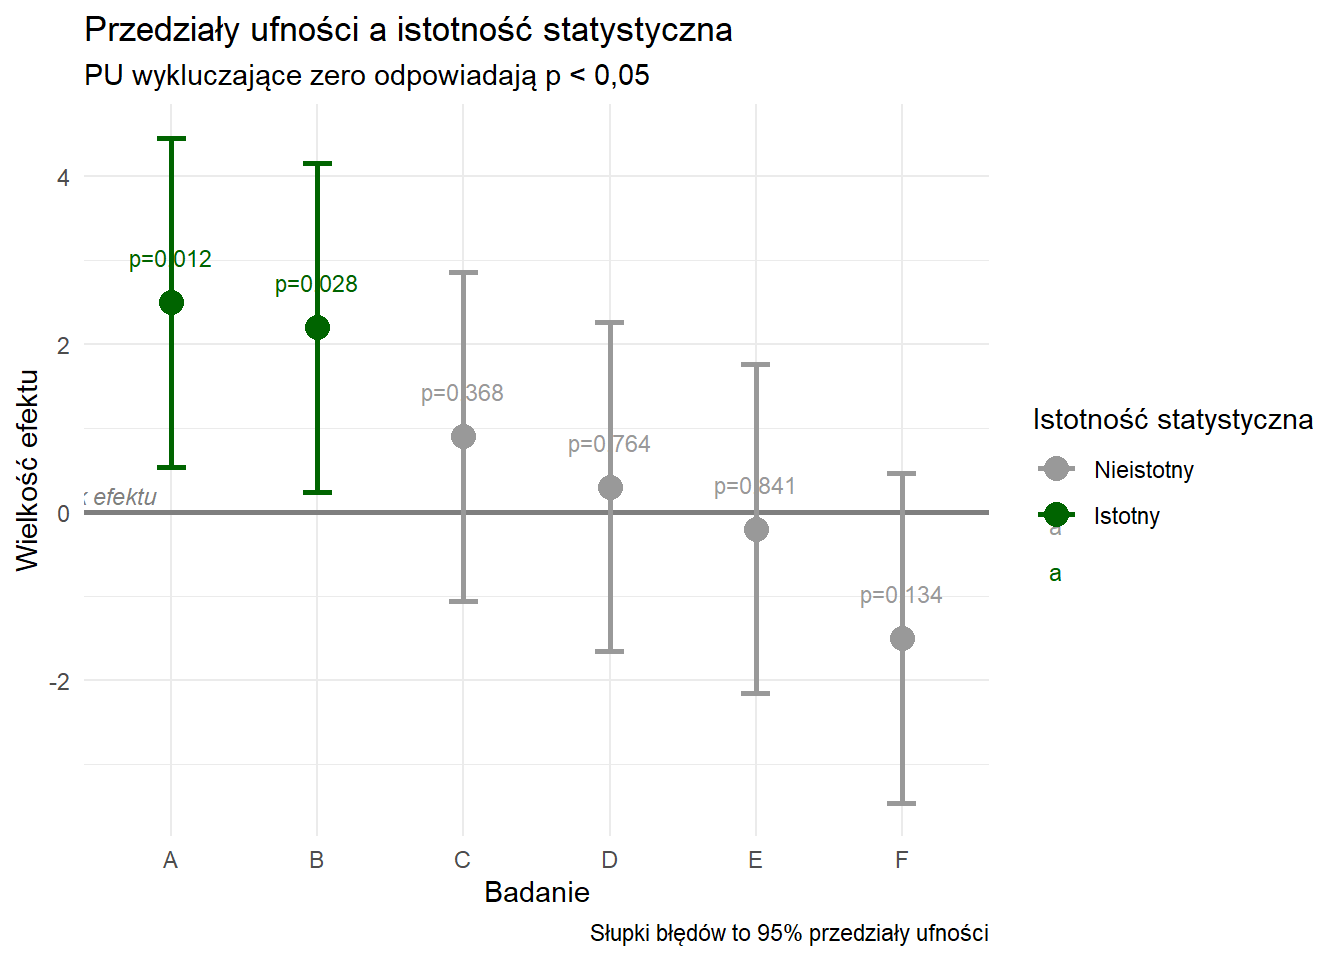 Przedziały ufności a istotność statystyczna
PU wykluczające zero odpowiadają p < 0,05
Wielkość efektu
4
2
0
-2
p=0.012
p=0.028
p=0.368
p=0.764
p=0.841
p=0.134
efektu
A B C D E F
Badanie
Słupki błędów to 95% przedziały ufności
Istotność statystyczna
Nieistotny
Istotny
a
a